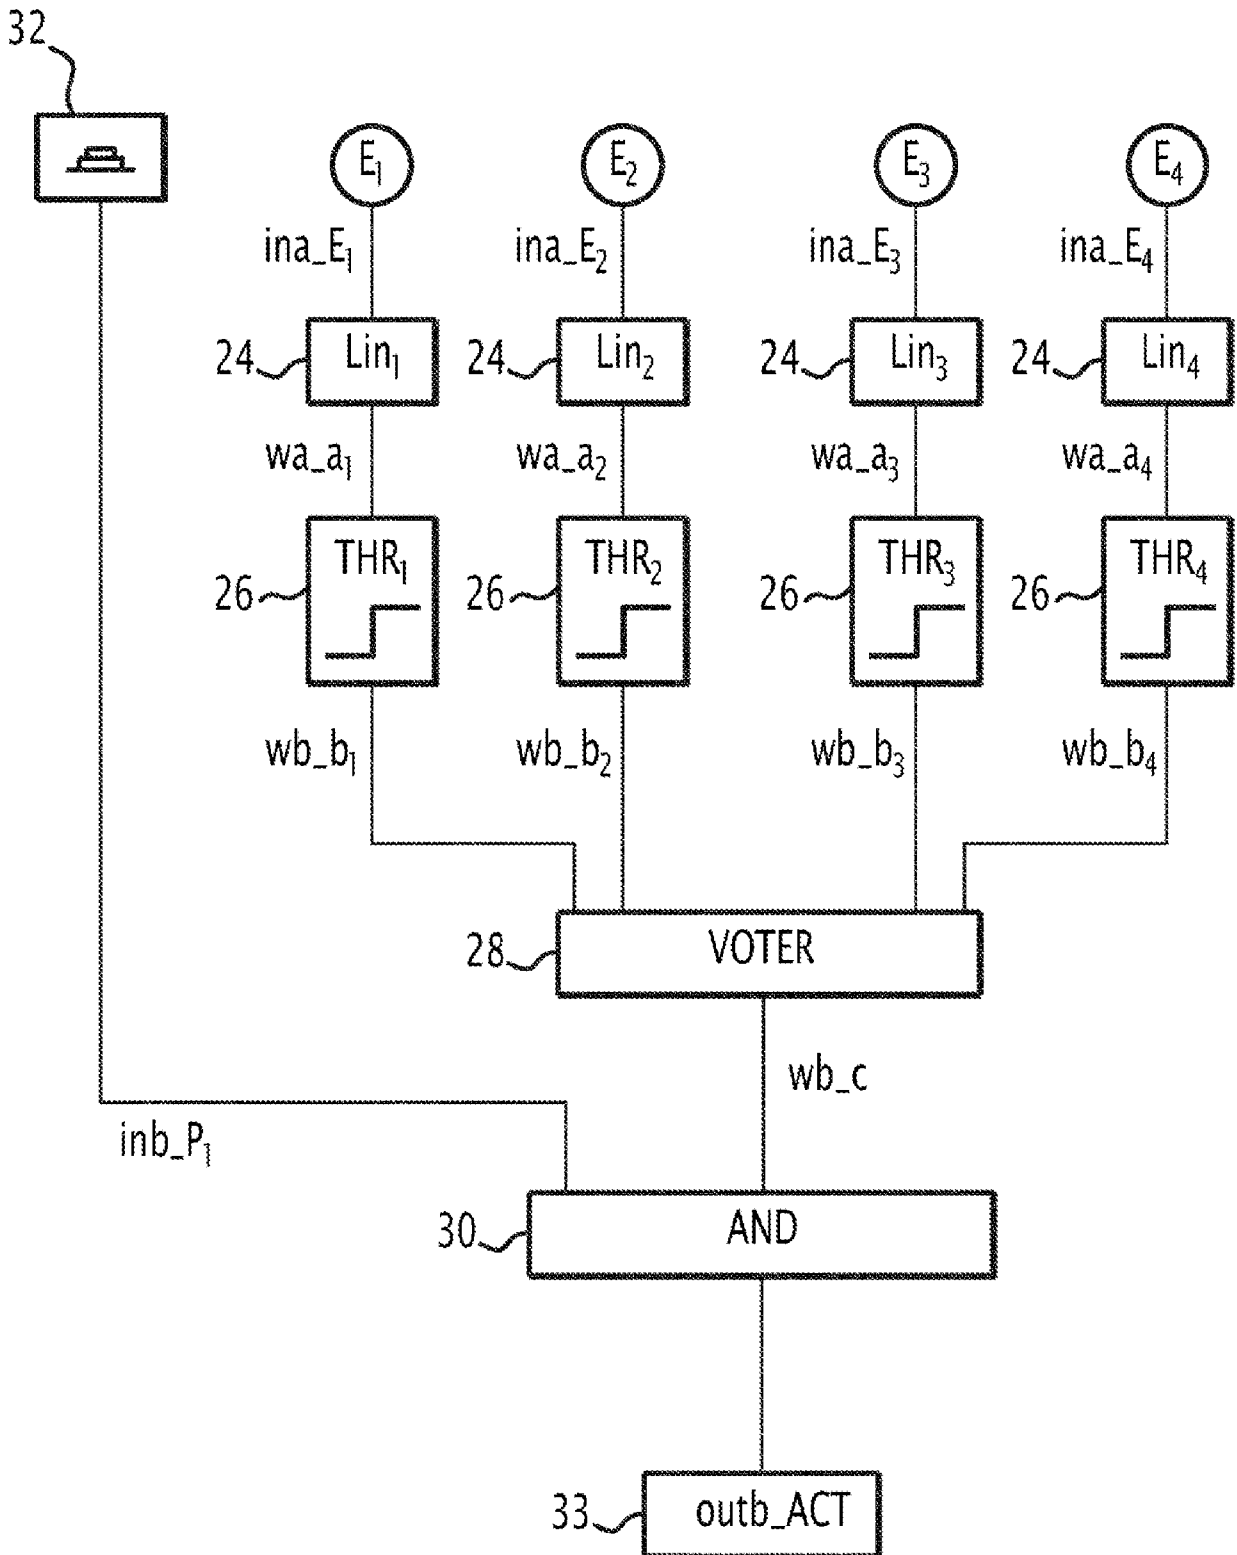 32
E₁ E₂ E₃ E₄
ina_E₁ ina_E₂ ina_E₃ ina_E₄
24 Lin₁ 24 Lin₂ 24 Lin₃ 24 Lin₄
wa_a₁ wa_a₂ wa_a₃ wa_a₄
THR₁ THR₂ THR₃ THR₄
26 26 26 26
wb_b₁ wb_b₂ wb_b₃ wb_b₄
28 VOTER
wb_c
inb_P₁
30 AND
33 outb_ACT